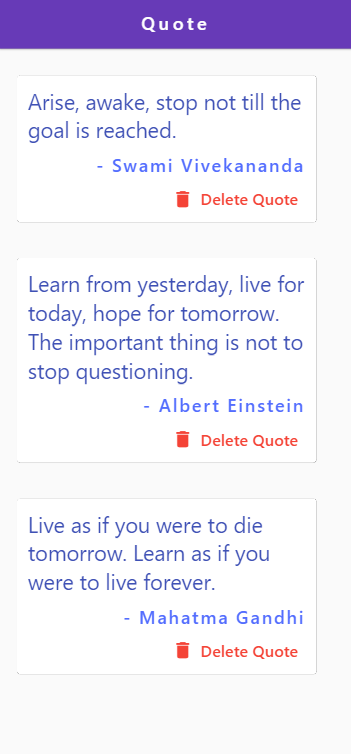 Quote
Arise, awake, stop not till the
goal is reached.
- Swami Vivekananda
Delete Quote
Learn from yesterday, live for
today, hope for tomorrow.
The important thing is not to
stop questioning.
- Albert Einstein
Delete Quote
Live as if you were to die
tomorrow. Learn as if you
were to live forever.
- Mahatma Gandhi
Delete Quote